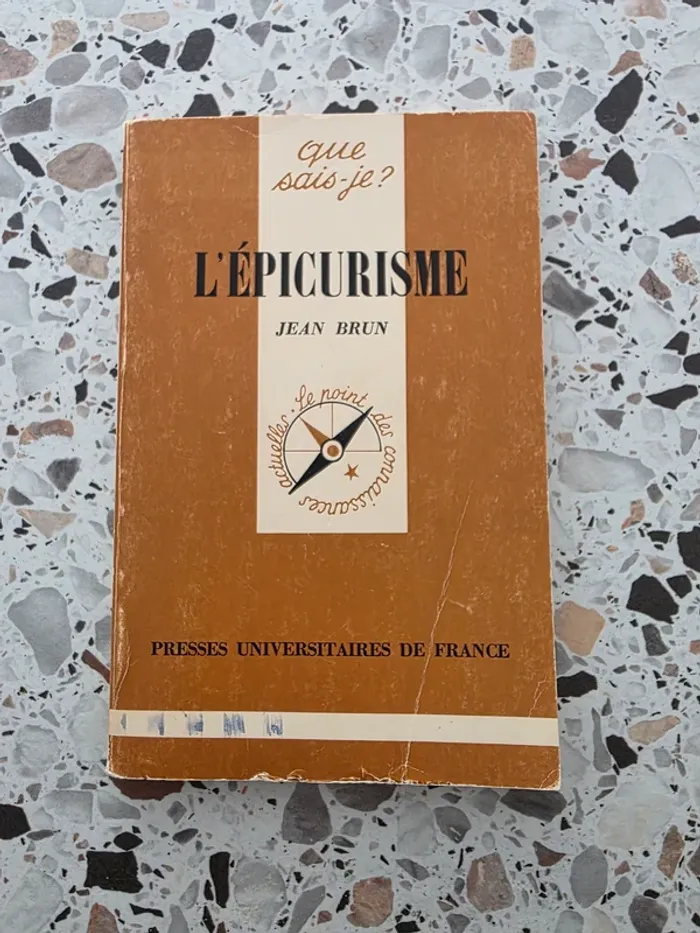 que
sais-je?
L'ÉPICURISME
JEAN BRUN
Le point des connaissances actuelles.
PRESSES UNIVERSITAIRES DE FRANCE